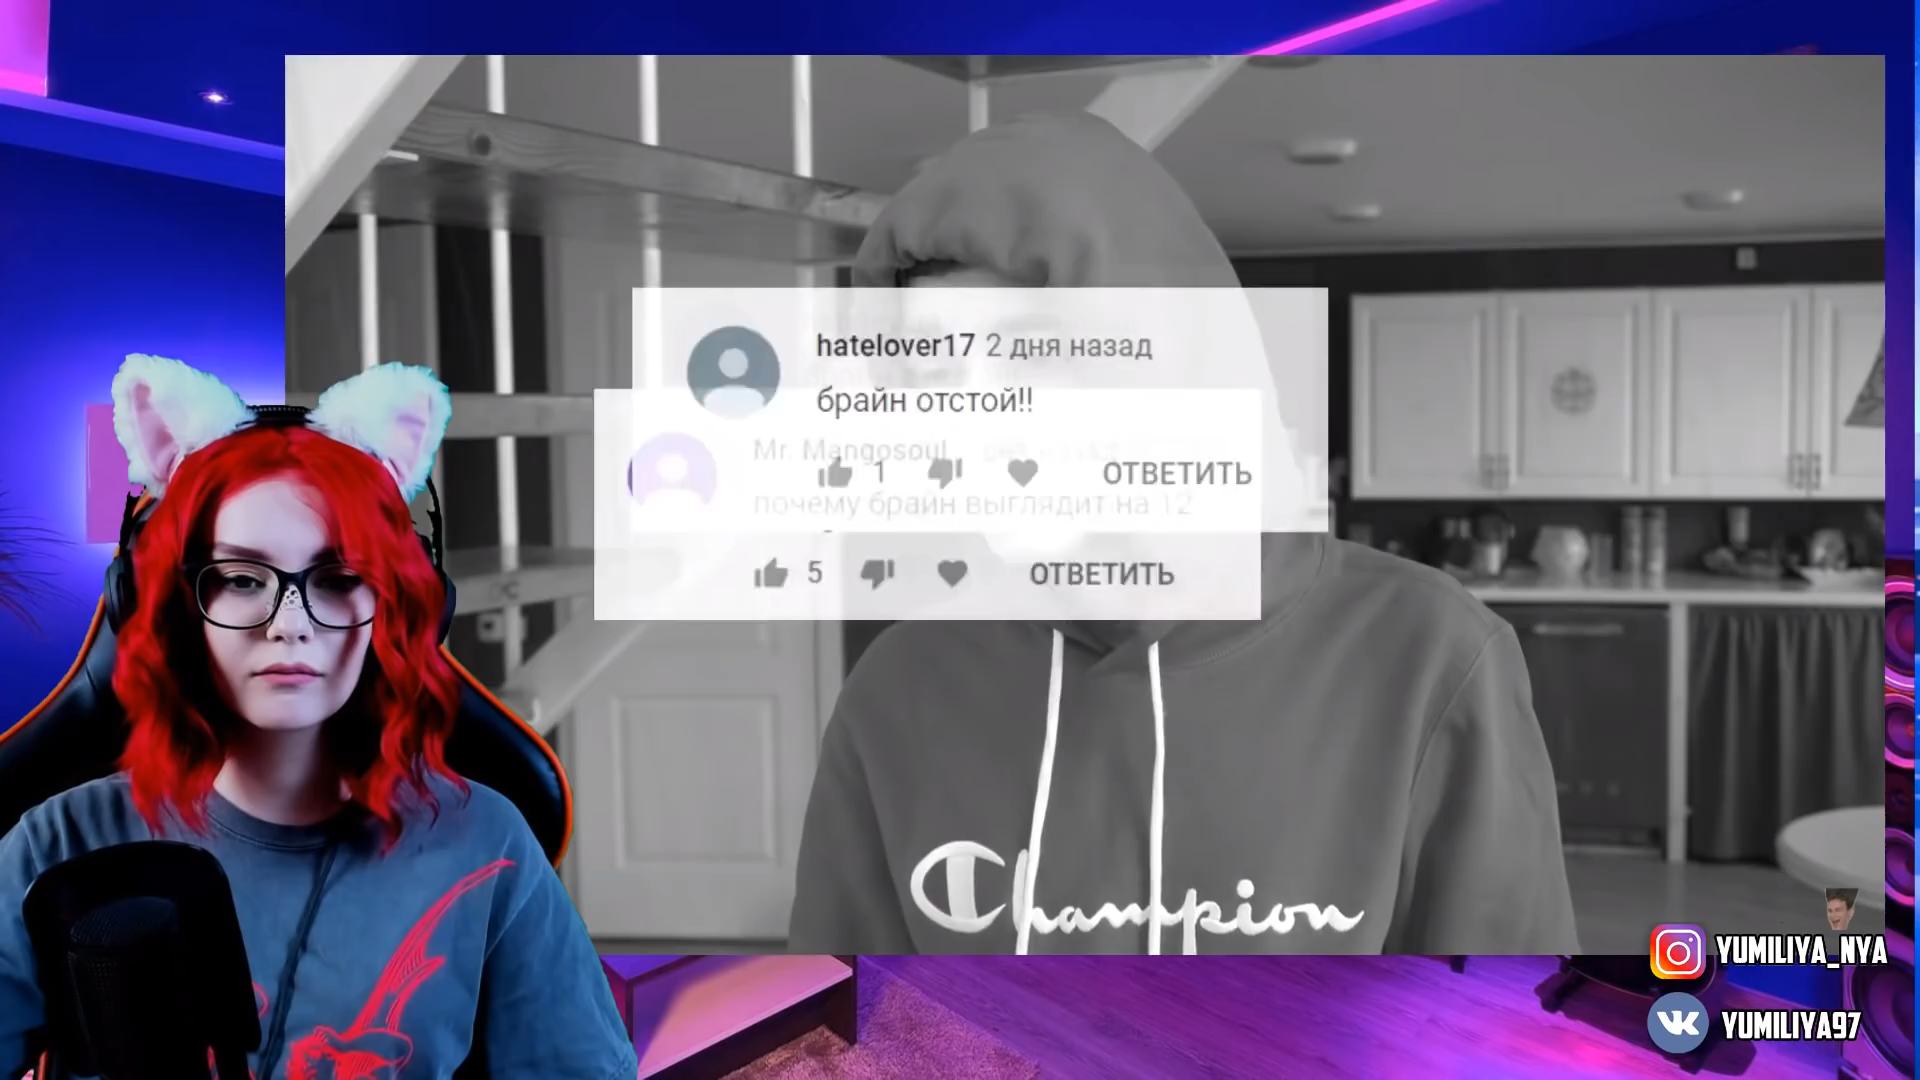 hatelover17 2 дня назад
брайн отстой!!
1 ОТВЕТИТЬ
Mr. Mangosoul
почему брайн выглядит на 12
5 ОТВЕТИТЬ
Champion
YUMILIYA_NYA
YUMILIYA97